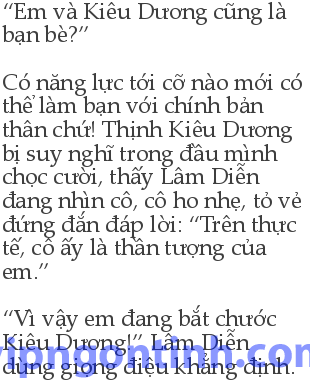 “Em và Kiêu Dương cũng là
bạn bè?”
Có năng lực tới cỡ nào mới có
thể làm bạn với chính bản
thân chứ! Thịnh Kiêu Dương
bị suy nghĩ trong đầu mình
chọc cười, thấy Lâm Diễn
đang nhìn cô, cô ho nhẹ, tỏ vẻ
đứng đắn đáp lời: “Trên thực
tế, cô ấy là thần tượng của
em.”
“Vì vậy em đang bắt chước
Kiêu Dương!” Lâm Diễn
dùng giọng điệu khẳng định.